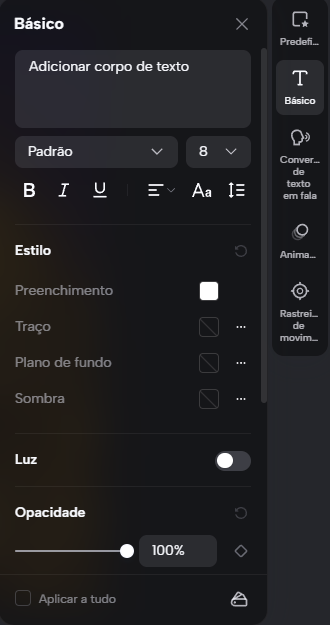 Básico
Adicionar corpo de texto
Padrão
8
B I U Aa
Estilo
Preenchimento
Traço
Plano de fundo
Sombra
Luz
Opacidade
100%
Aplicar a tudo
Predefi...
Básico
Conver...
de
texto
em fala
Anima...
Rastrei...
de
movim...